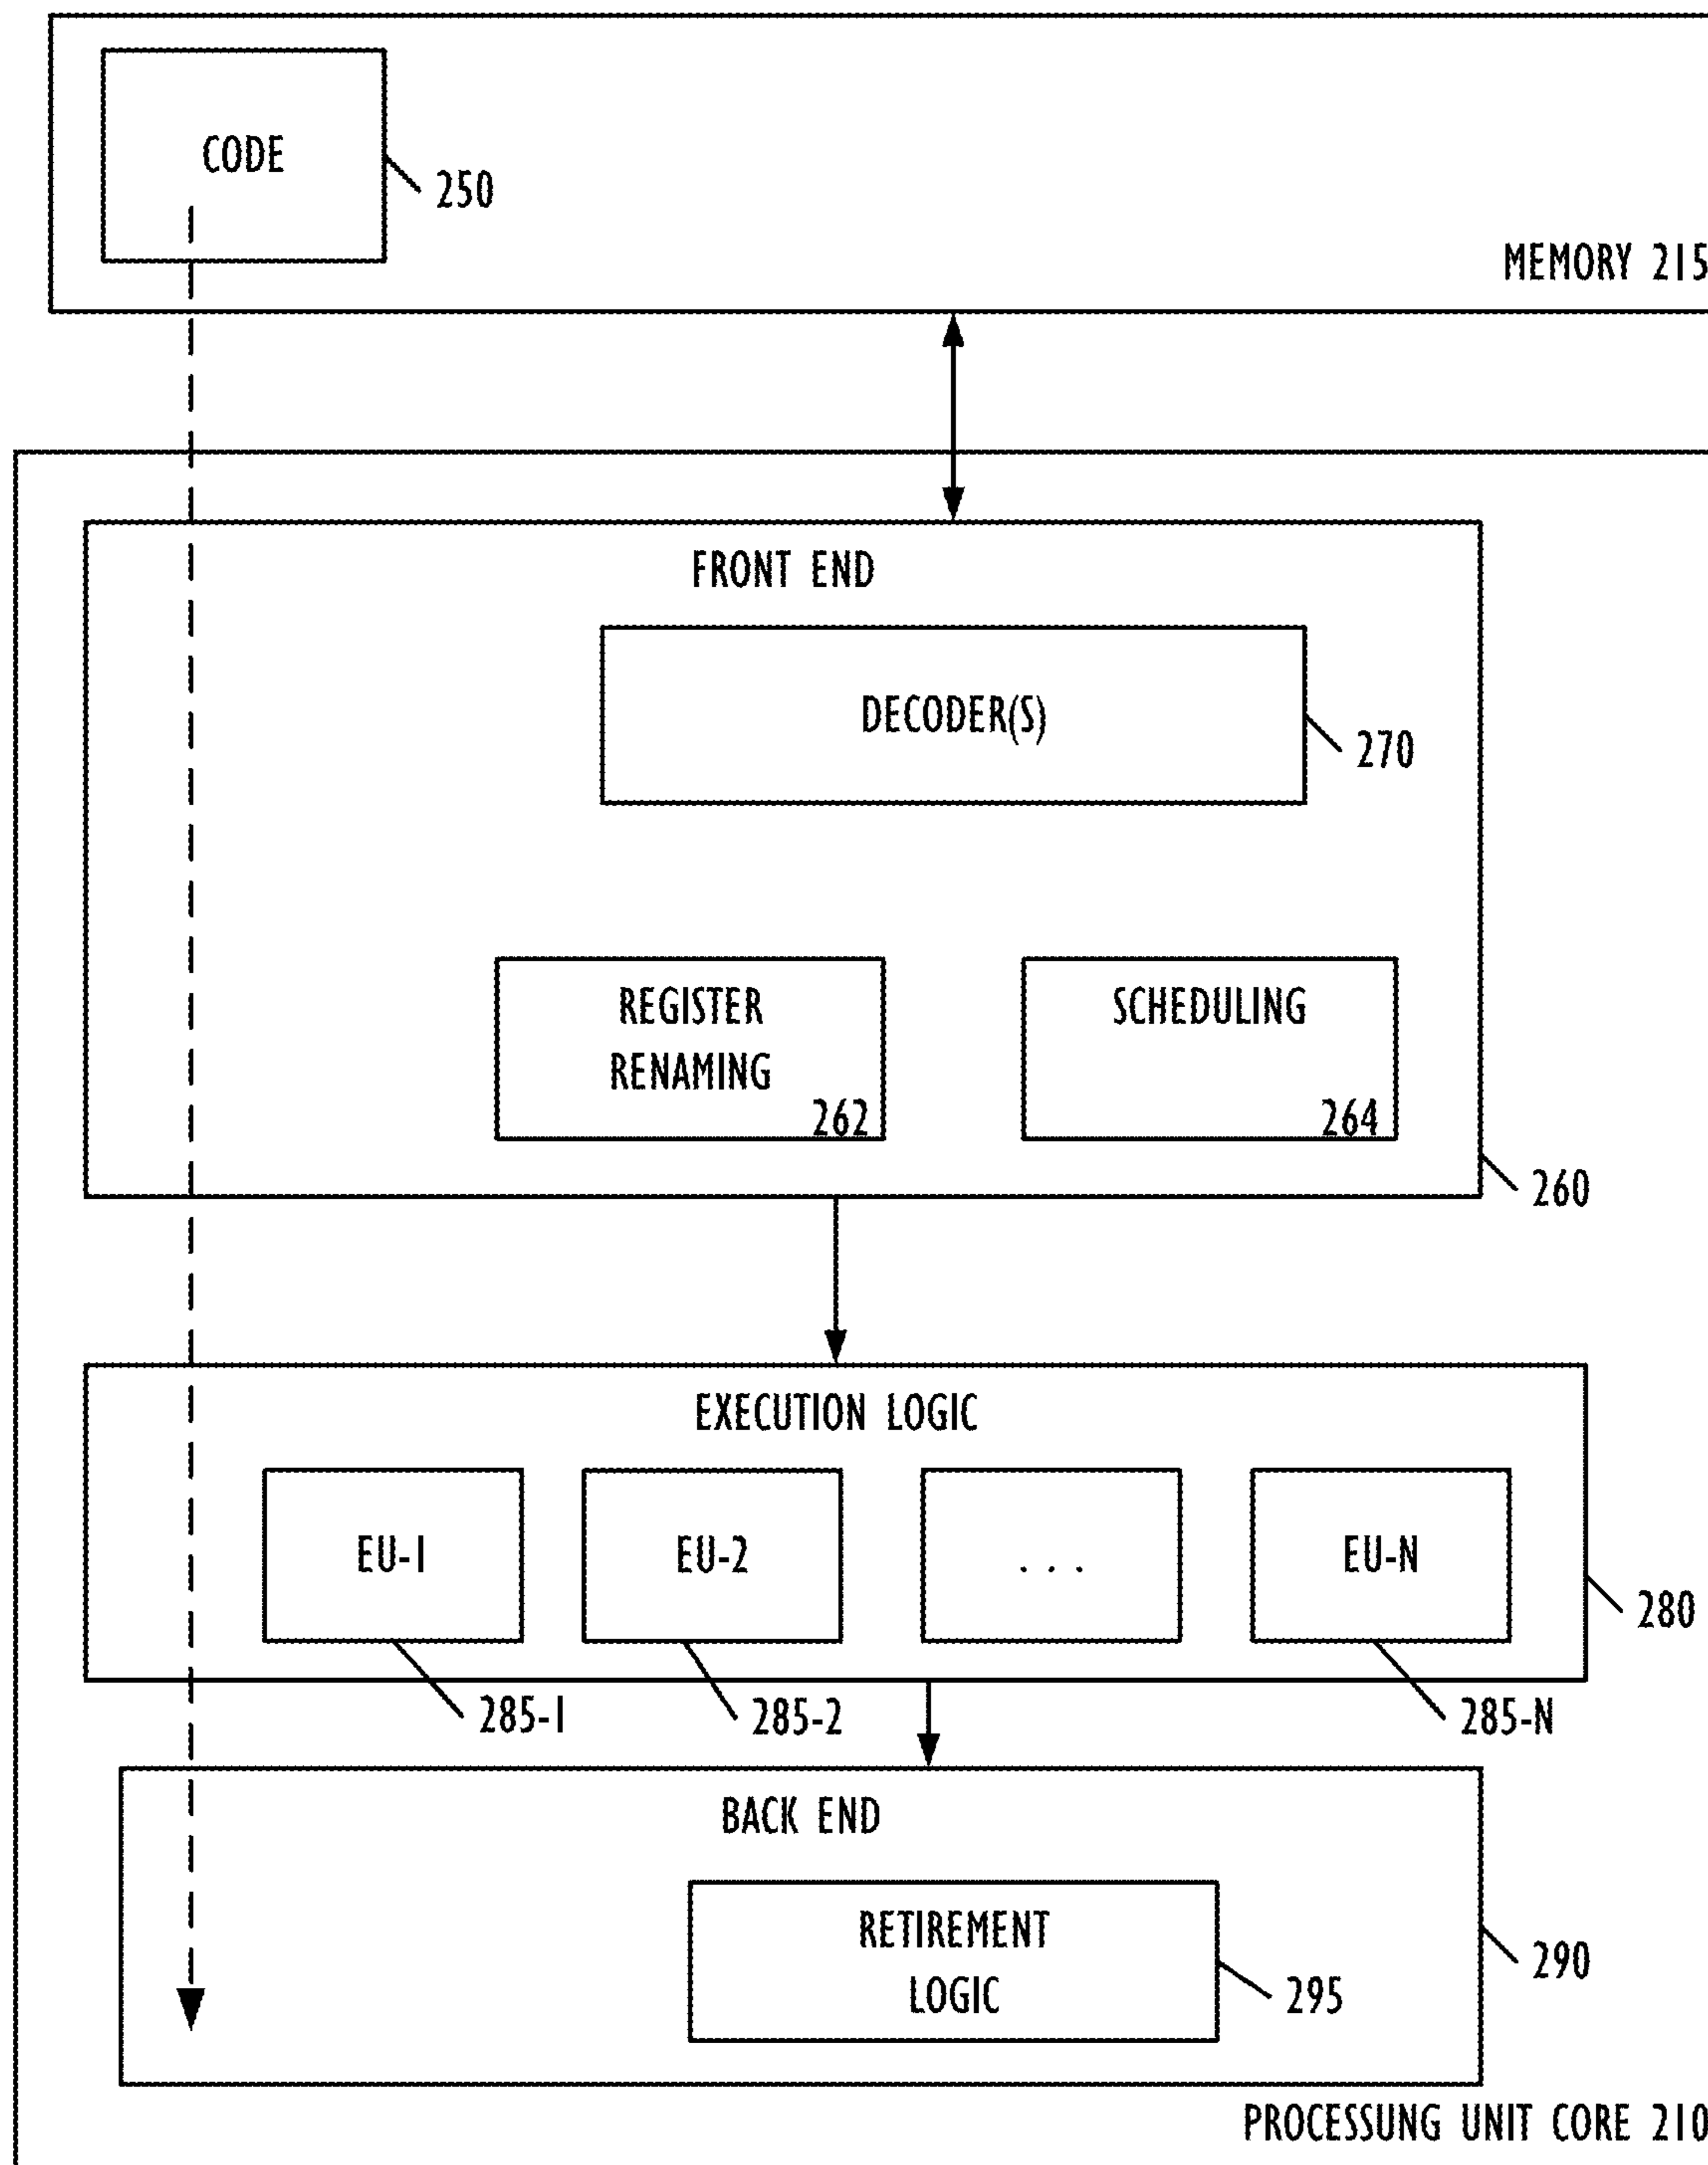 CODE
250
MEMORY 215
FRONT END
DECODER(S)
270
REGISTER
RENAMING
262
SCHEDULING
264
260
EXECUTION LOGIC
EU-1
EU-2
. . .
EU-N
280
285-1
285-2
285-N
BACK END
RETIREMENT
LOGIC
295
290
PROCESSUNG UNIT CORE 210